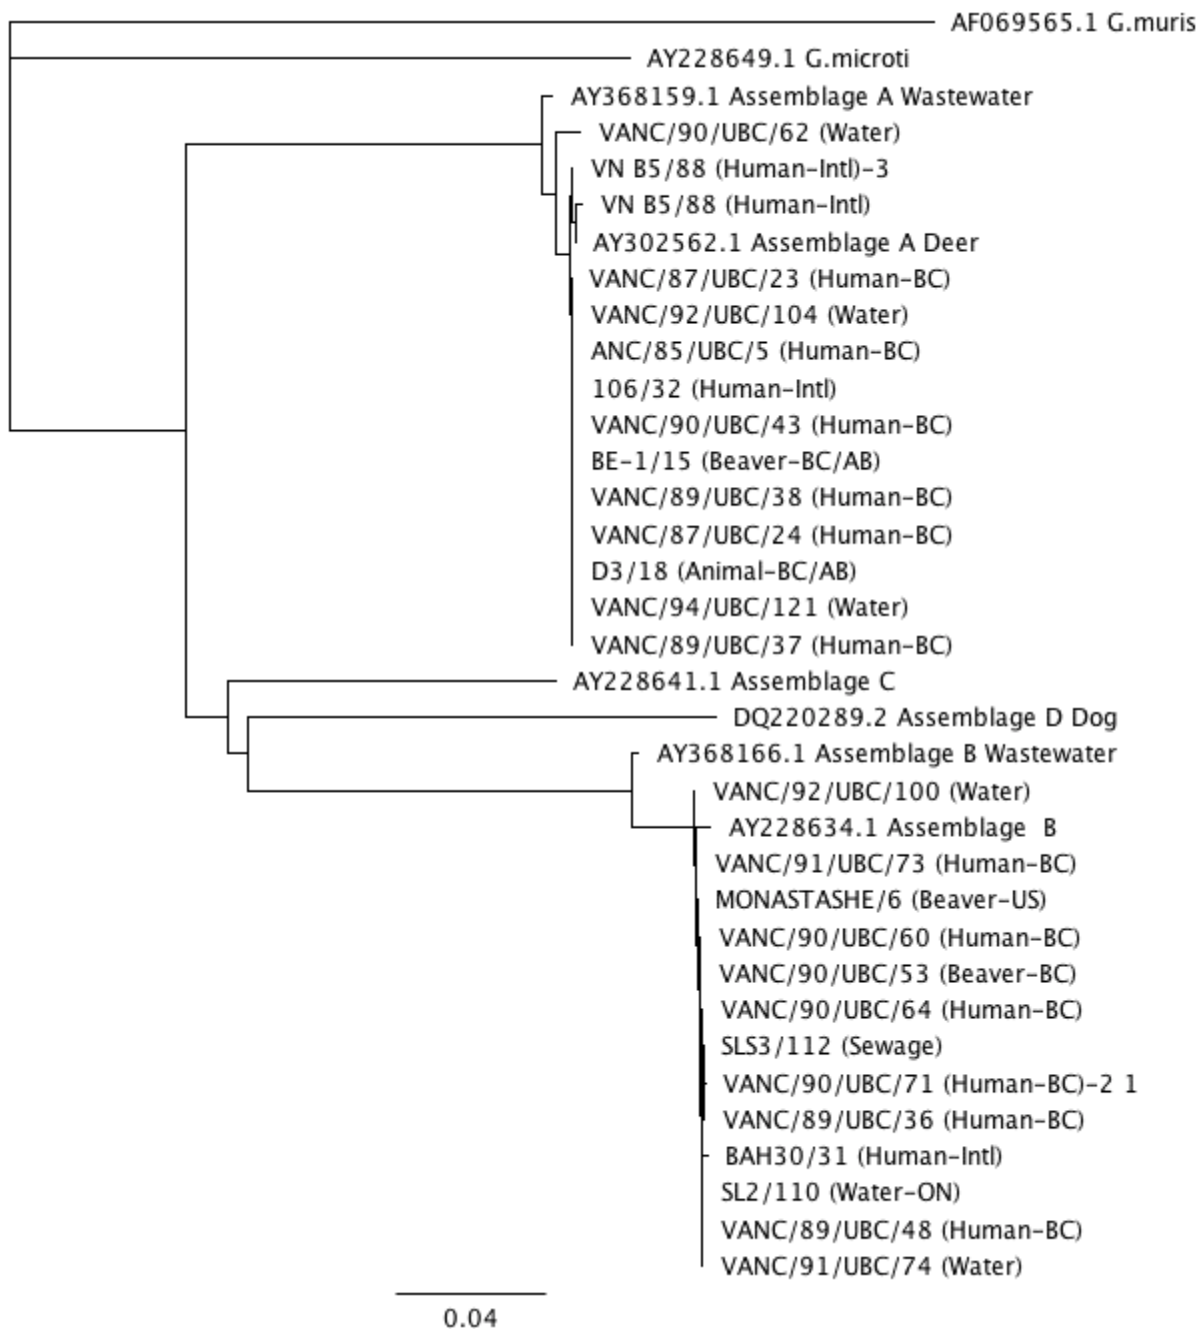 AF069565.1 G.muris
AY228649.1 G.microti
AY368159.1 Assemblage A Wastewater
VANC/90/UBC/62 (Water)
VN B5/88 (Human-Intl)-3
VN B5/88 (Human-Intl)
AY302562.1 Assemblage A Deer
VANC/87/UBC/23 (Human-BC)
VANC/92/UBC/104 (Water)
ANC/85/UBC/5 (Human-BC)
106/32 (Human-Intl)
VANC/90/UBC/43 (Human-BC)
BE-1/15 (Beaver-BC/AB)
VANC/89/UBC/38 (Human-BC)
VANC/87/UBC/24 (Human-BC)
D3/18 (Animal-BC/AB)
VANC/94/UBC/121 (Water)
VANC/89/UBC/37 (Human-BC)
AY228641.1 Assemblage C
DQ220289.2 Assemblage D Dog
AY368166.1 Assemblage B Wastewater
VANC/92/UBC/100 (Water)
AY228634.1 Assemblage  B
VANC/91/UBC/73 (Human-BC)
MONASTASHE/6 (Beaver-US)
VANC/90/UBC/60 (Human-BC)
VANC/90/UBC/53 (Beaver-BC)
VANC/90/UBC/64 (Human-BC)
SLS3/112 (Sewage)
VANC/90/UBC/71 (Human-BC)-2 1
VANC/89/UBC/36 (Human-BC)
BAH30/31 (Human-Intl)
SL2/110 (Water-ON)
VANC/89/UBC/48 (Human-BC)
VANC/91/UBC/74 (Water)
0.04